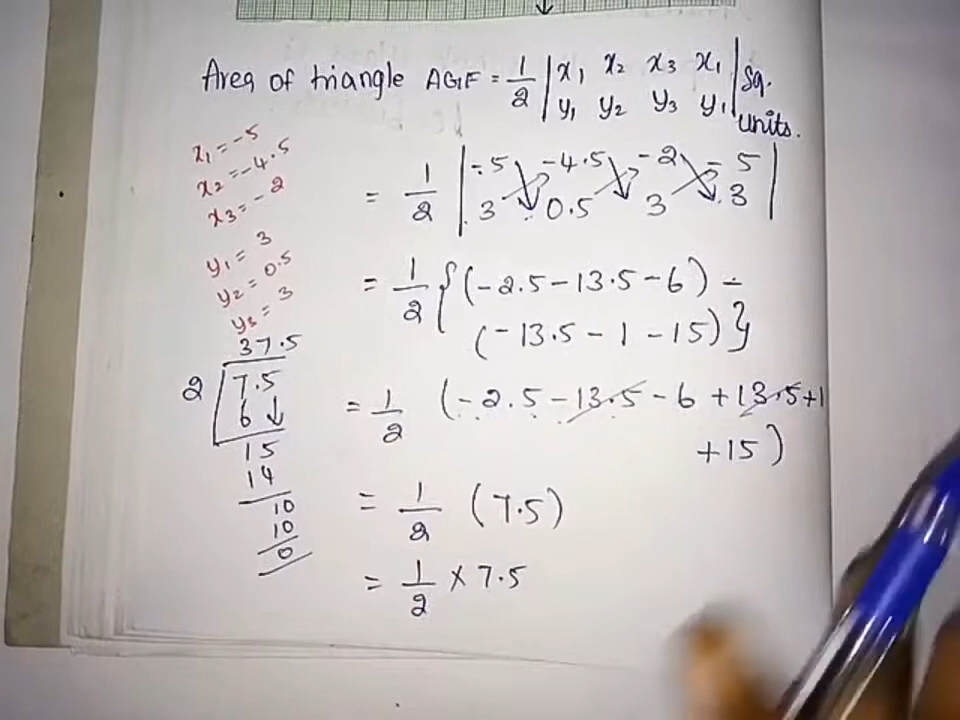 Area of triangle AGF = 1/2 | x₁ x₂ x₃ x₁ | Sq.
y₁ y₂ y₃ y₁ units.
x₁ = -5
x₂ = -4.5
x₃ = -2
y₁ = 3
y₂ = 0.5
y₃ = 3
= 1/2 | -5 -4.5 -2 -5 |
3 0.5 3 3
= 1/2 { (-2.5 - 13.5 - 6) -
(-13.5 - 1 - 15) }
= 1/2 (-2.5 - 13.5 - 6 + 13.5 + 1
+ 15)
= 1/2 (7.5)
= 1/2 × 7.5
37.5
2 7.5
6 ↓
15
14
10
10
0